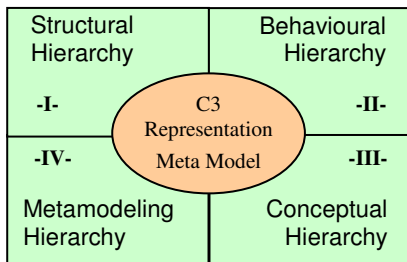 Structural
Hierarchy
-I-
Behavioural
Hierarchy
-II-
C3
Representation
Meta Model
-IV-
Metamodeling
Hierarchy
-III-
Conceptual
Hierarchy